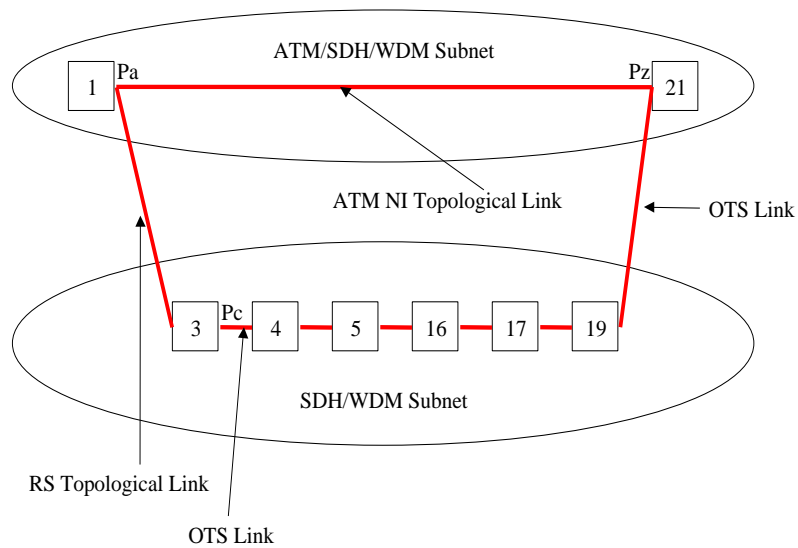 ATM/SDH/WDM Subnet
1 Pa Pz 21
ATM NI Topological Link
OTS Link
3 Pc 4 5 16 17 19
SDH/WDM Subnet
RS Topological Link
OTS Link